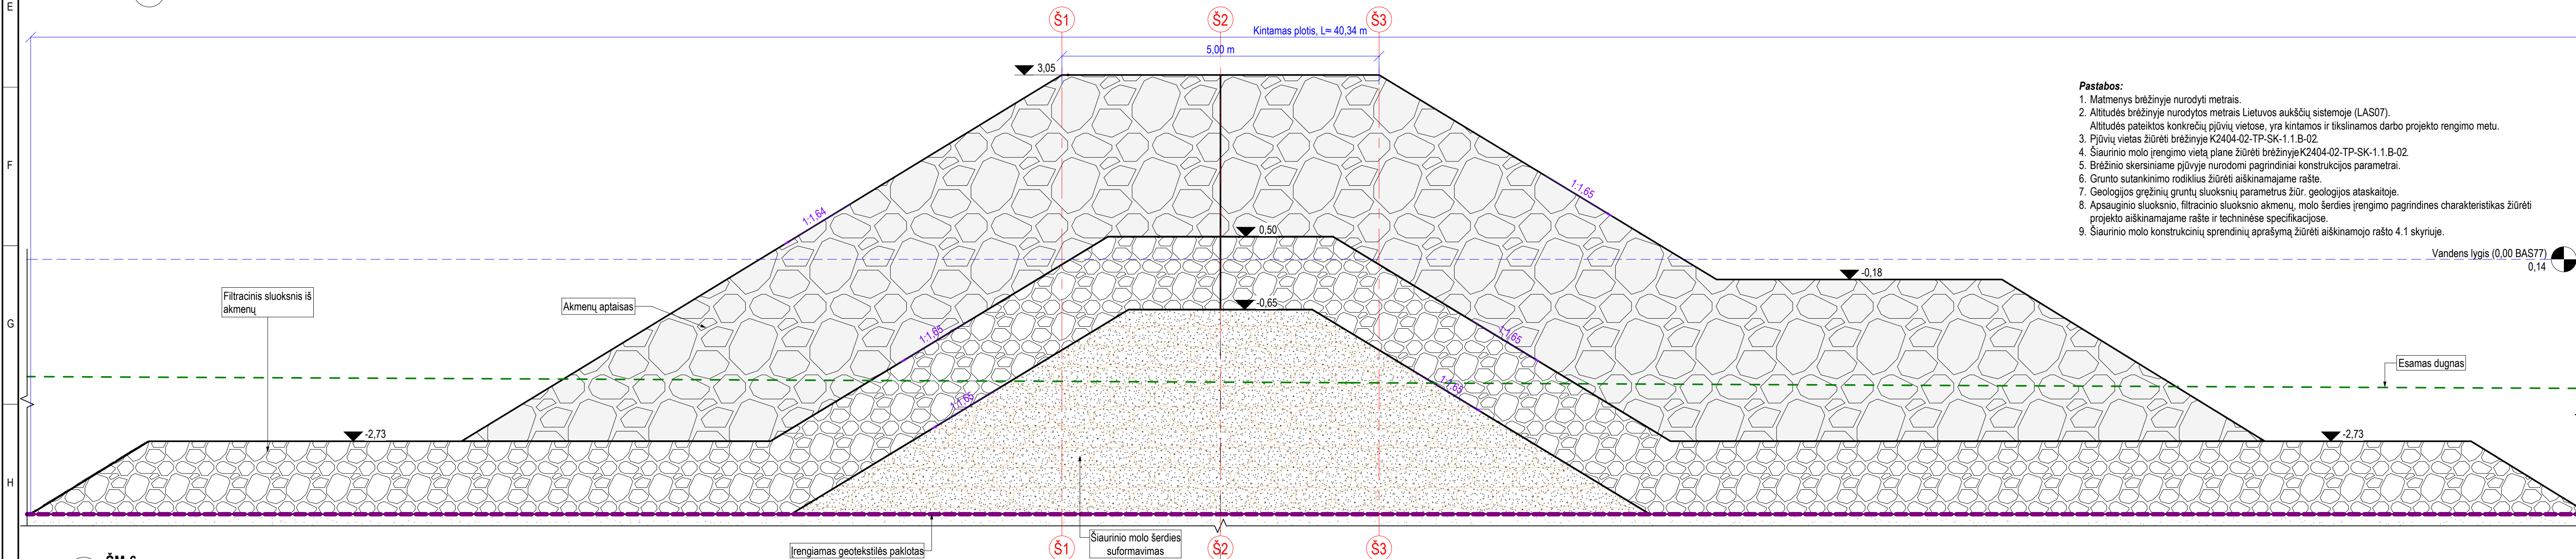 E
F
G
H
Š1
Š2
Š3
Kintamas plotis, L≈ 40,34 m
5,00 m
3,05
1:1,64
1:1,65
0,50
-0,18
-0,65
1:1,65
1:1,65
1:1,65
1:1,65
-2,73
-2,73
Filtracinis sluoksnis iš
akmenų
Akmenų aptaisas
Pastabos:
1. Matmenys brėžinyje nurodyti metrais.
2. Altitudės brėžinyje nurodytos metrais Lietuvos aukščių sistemoje (LAS07).
Altitudės pateiktos konkrečių pjūvių vietose, yra kintamos ir tikslinamos darbo projekto rengimo metu.
3. Pjūvių vietas žiūrėti brėžinyje K2404-02-TP-SK-1.1.B-02.
4. Šiaurinio molo įrengimo vietą plane žiūrėti brėžinyje K2404-02-TP-SK-1.1.B-02.
5. Brėžinio skersiniame pjūvyje nurodomi pagrindiniai konstrukcijos parametrai.
6. Grunto sutankinimo rodiklius žiūrėti aiškinamajame rašte.
7. Geologijos gręžinių gruntų sluoksnių parametrus žiūr. geologijos ataskaitoje.
8. Apsauginio sluoksnio, filtracinio sluoksnio akmenų, molo šerdies įrengimo pagrindines charakteristikas žiūrėti
projekto aiškinamajame rašte ir techninėse specifikacijose.
9. Šiaurinio molo konstrukcinių sprendinių aprašymą žiūrėti aiškinamojo rašto 4.1 skyriuje.
Vandens lygis (0,00 BAS77)
0,14
Esamas dugnas
Įrengiamas geotekstilės paklotas
Šiaurinio molo šerdies
suformavimas
Š1
Š2
Š3